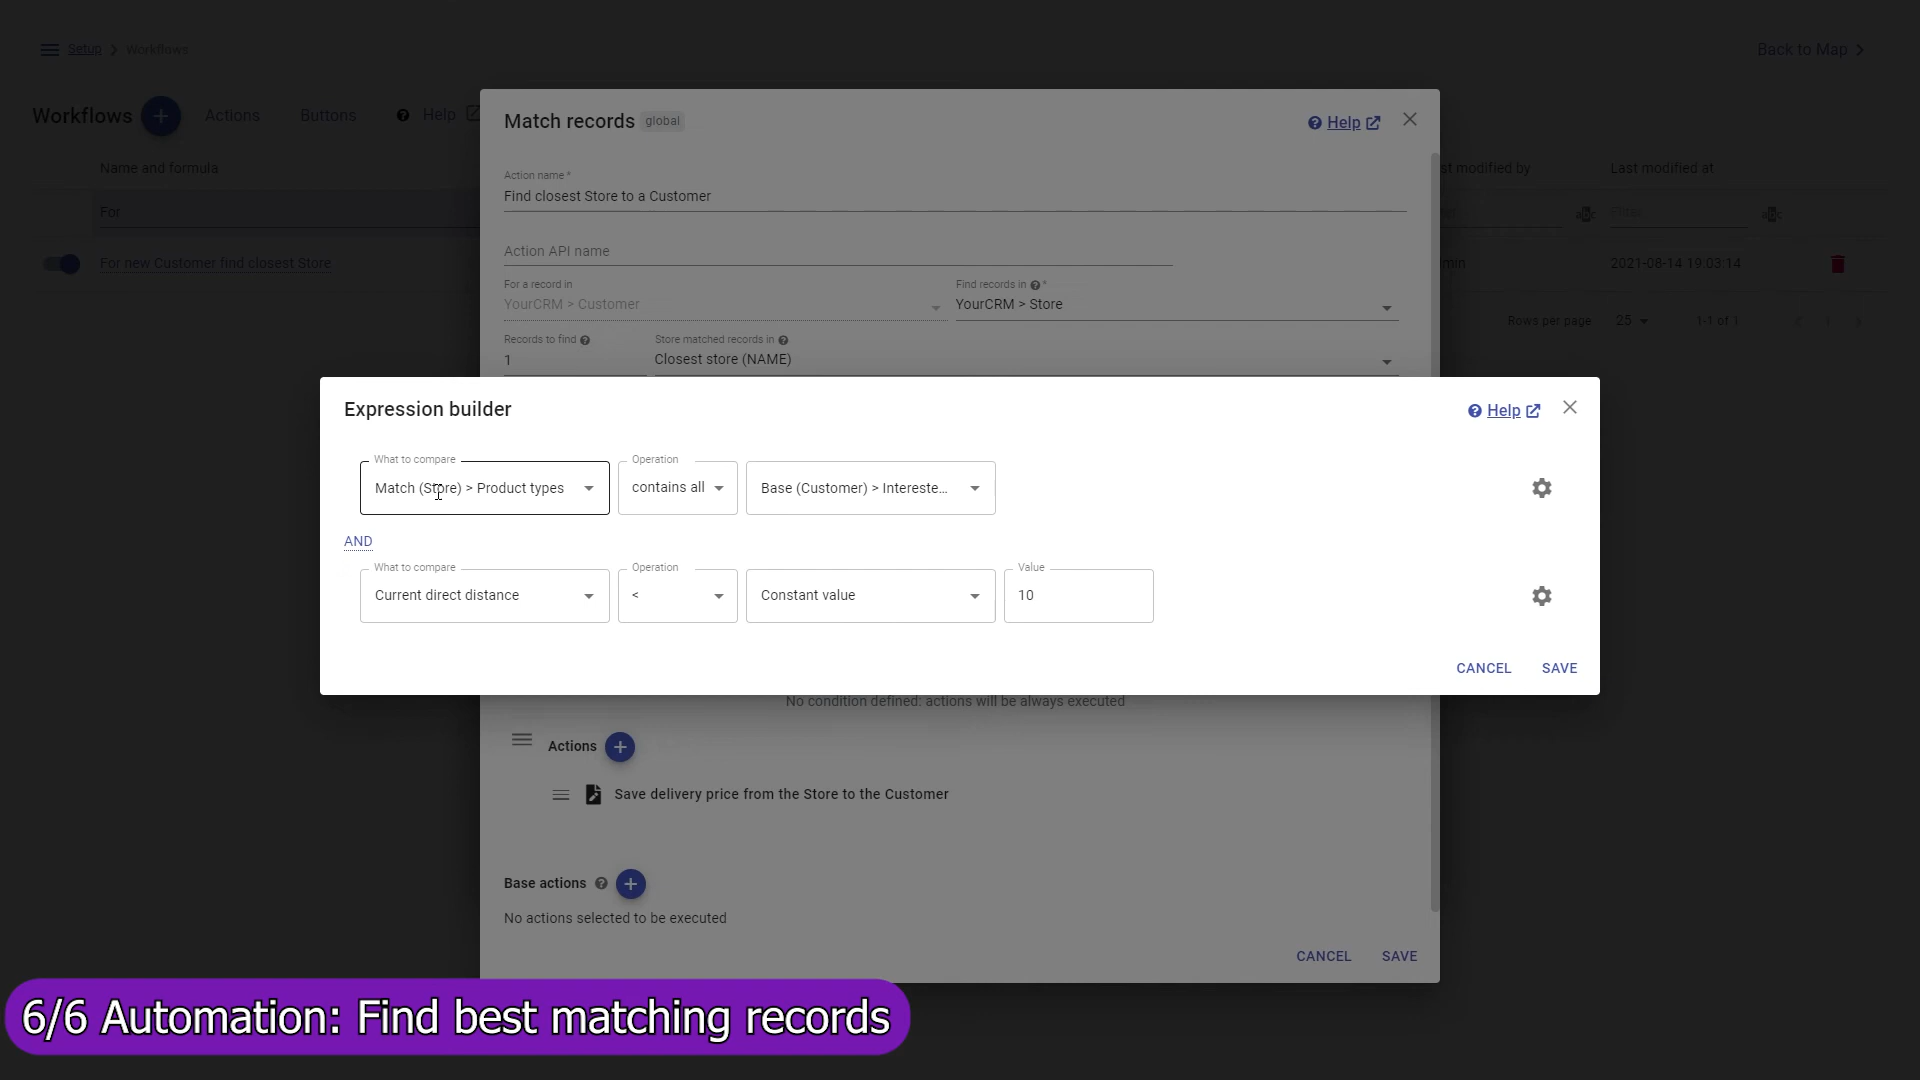 Setup > Workflows
Back to Map >
Workflows + Actions Buttons Help
Match records global
Help
Name and formula
st modified by
Last modified at
For
Filter
For new Customer find closest Store
min
2021-08-14 19:03:14
Rows per page 25 1-1 of 1
Action name *
Find closest Store to a Customer
Action API name
For a record in
YourCRM > Customer
Find records in *
YourCRM > Store
Records to find
1
Store matched records in
Closest store (NAME)
Expression builder
Help
What to compare
Match (Store) > Product types
Operation
contains all
Base (Customer) > Intereste...
AND
What to compare
Current direct distance
Operation
<
Constant value
Value
10
CANCEL SAVE
No condition defined: actions will be always executed
Actions +
Save delivery price from the Store to the Customer
Base actions +
No actions selected to be executed
CANCEL SAVE
6/6 Automation: Find best matching records